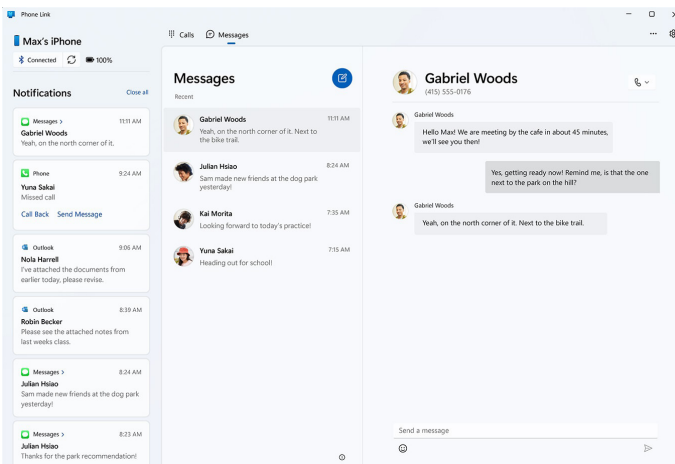 Phone Link
Max's iPhone
Connected
100%
Notifications
Close all
Messages >
11:11 AM
Gabriel Woods
Yeah, on the north corner of it.
Phone
9:24 AM
Yuna Sakai
Missed call
Call Back
Send Message
Outlook
9:06 AM
Nola Harrell
I've attached the documents from
earlier today, please revise.
Outlook
8:39 AM
Robin Becker
Please see the attached notes from
last weeks class.
Messages >
8:24 AM
Julian Hsiao
Sam made new friends at the dog park
yesterday!
Messages >
8:23 AM
Julian Hsiao
Thanks for the park recommendation!
Calls
Messages
Messages
Recent
Gabriel Woods
11:11 AM
Yeah, on the north corner of it. Next to
the bike trail.
Julian Hsiao
8:24 AM
Sam made new friends at the dog park
yesterday!
Kai Morita
7:35 AM
Looking forward to today's practice!
Yuna Sakai
7:15 AM
Heading out for school!
Gabriel Woods
(415) 555-0176
Gabriel Woods
Hello Max! We are meeting by the cafe in about 45 minutes,
we'll see you then!
Yes, getting ready now! Remind me, is that the one
next to the park on the hill?
Gabriel Woods
Yeah, on the north corner of it. Next to the bike trail.
Send a message